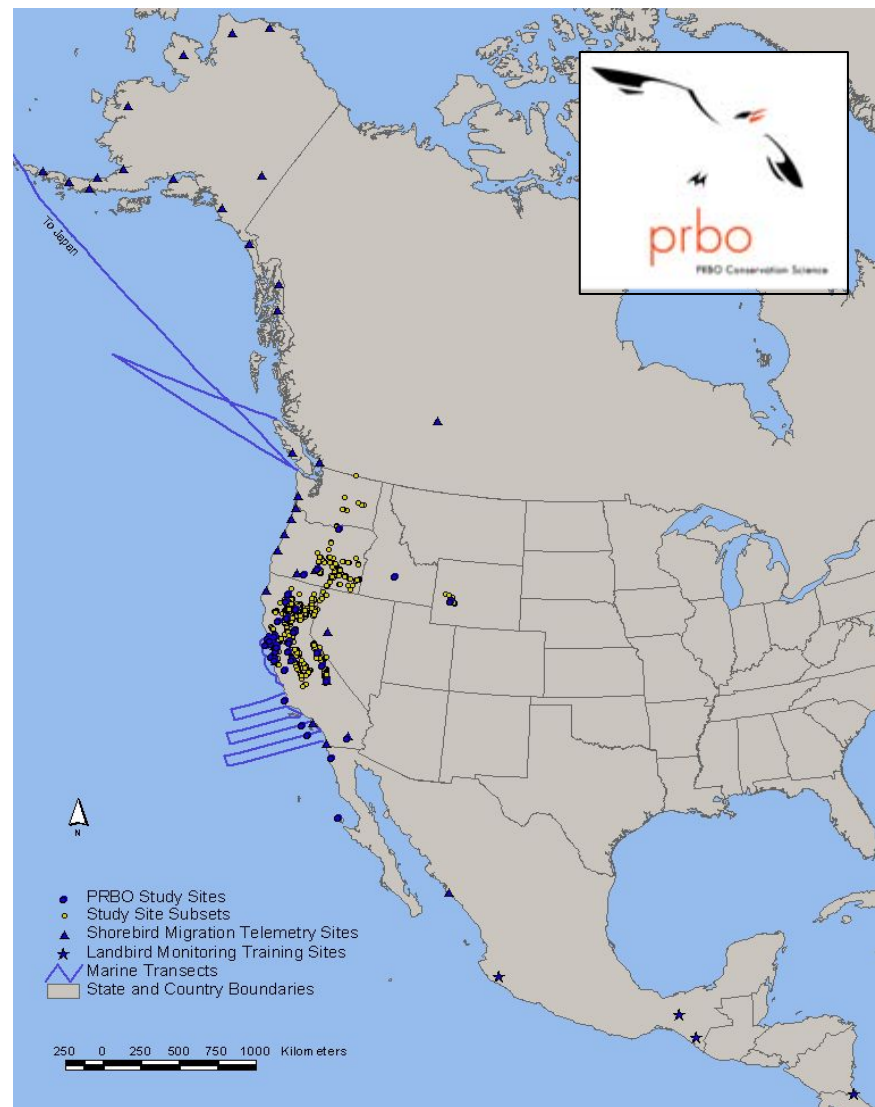 prbo
PRBO Conservation Science
To Japan
N
PRBO Study Sites
Study Site Subsets
Shorebird Migration Telemetry Sites
Landbird Monitoring Training Sites
Marine Transects
State and Country Boundaries
250 0 250 500 750 1000 Kilometers